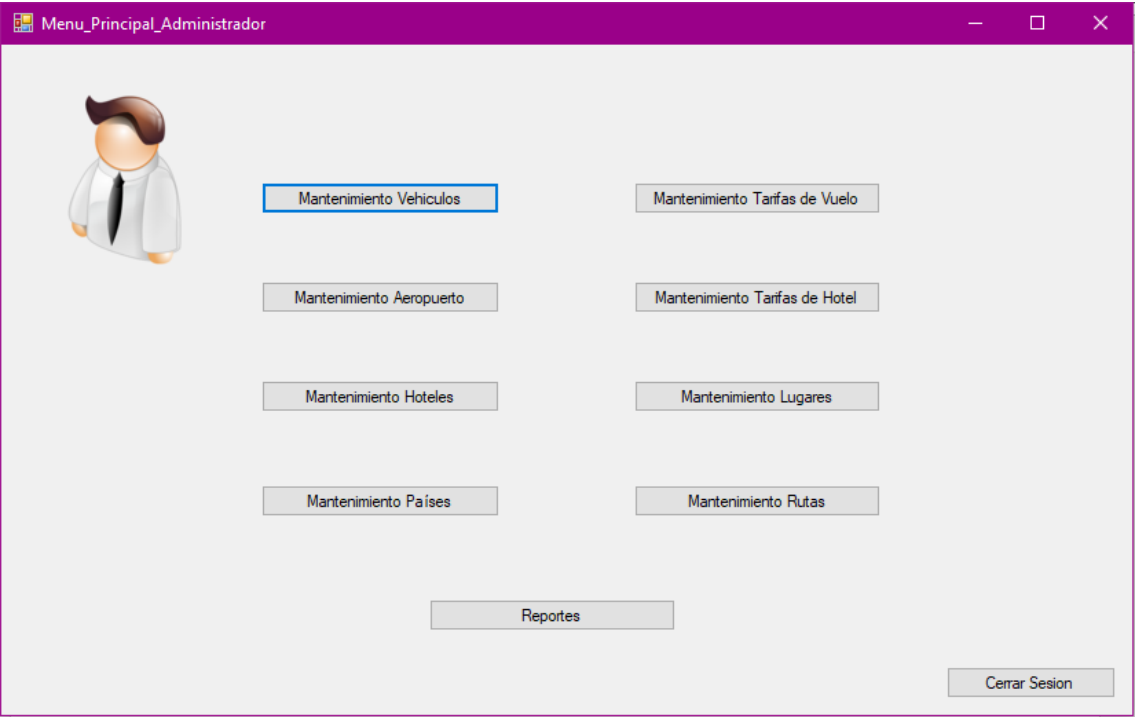 Menu_Principal_Administrador
Mantenimiento Vehiculos
Mantenimiento Tarifas de Vuelo
Mantenimiento Aeropuerto
Mantenimiento Tarifas de Hotel
Mantenimiento Hoteles
Mantenimiento Lugares
Mantenimiento Países
Mantenimiento Rutas
Reportes
Cerrar Sesion